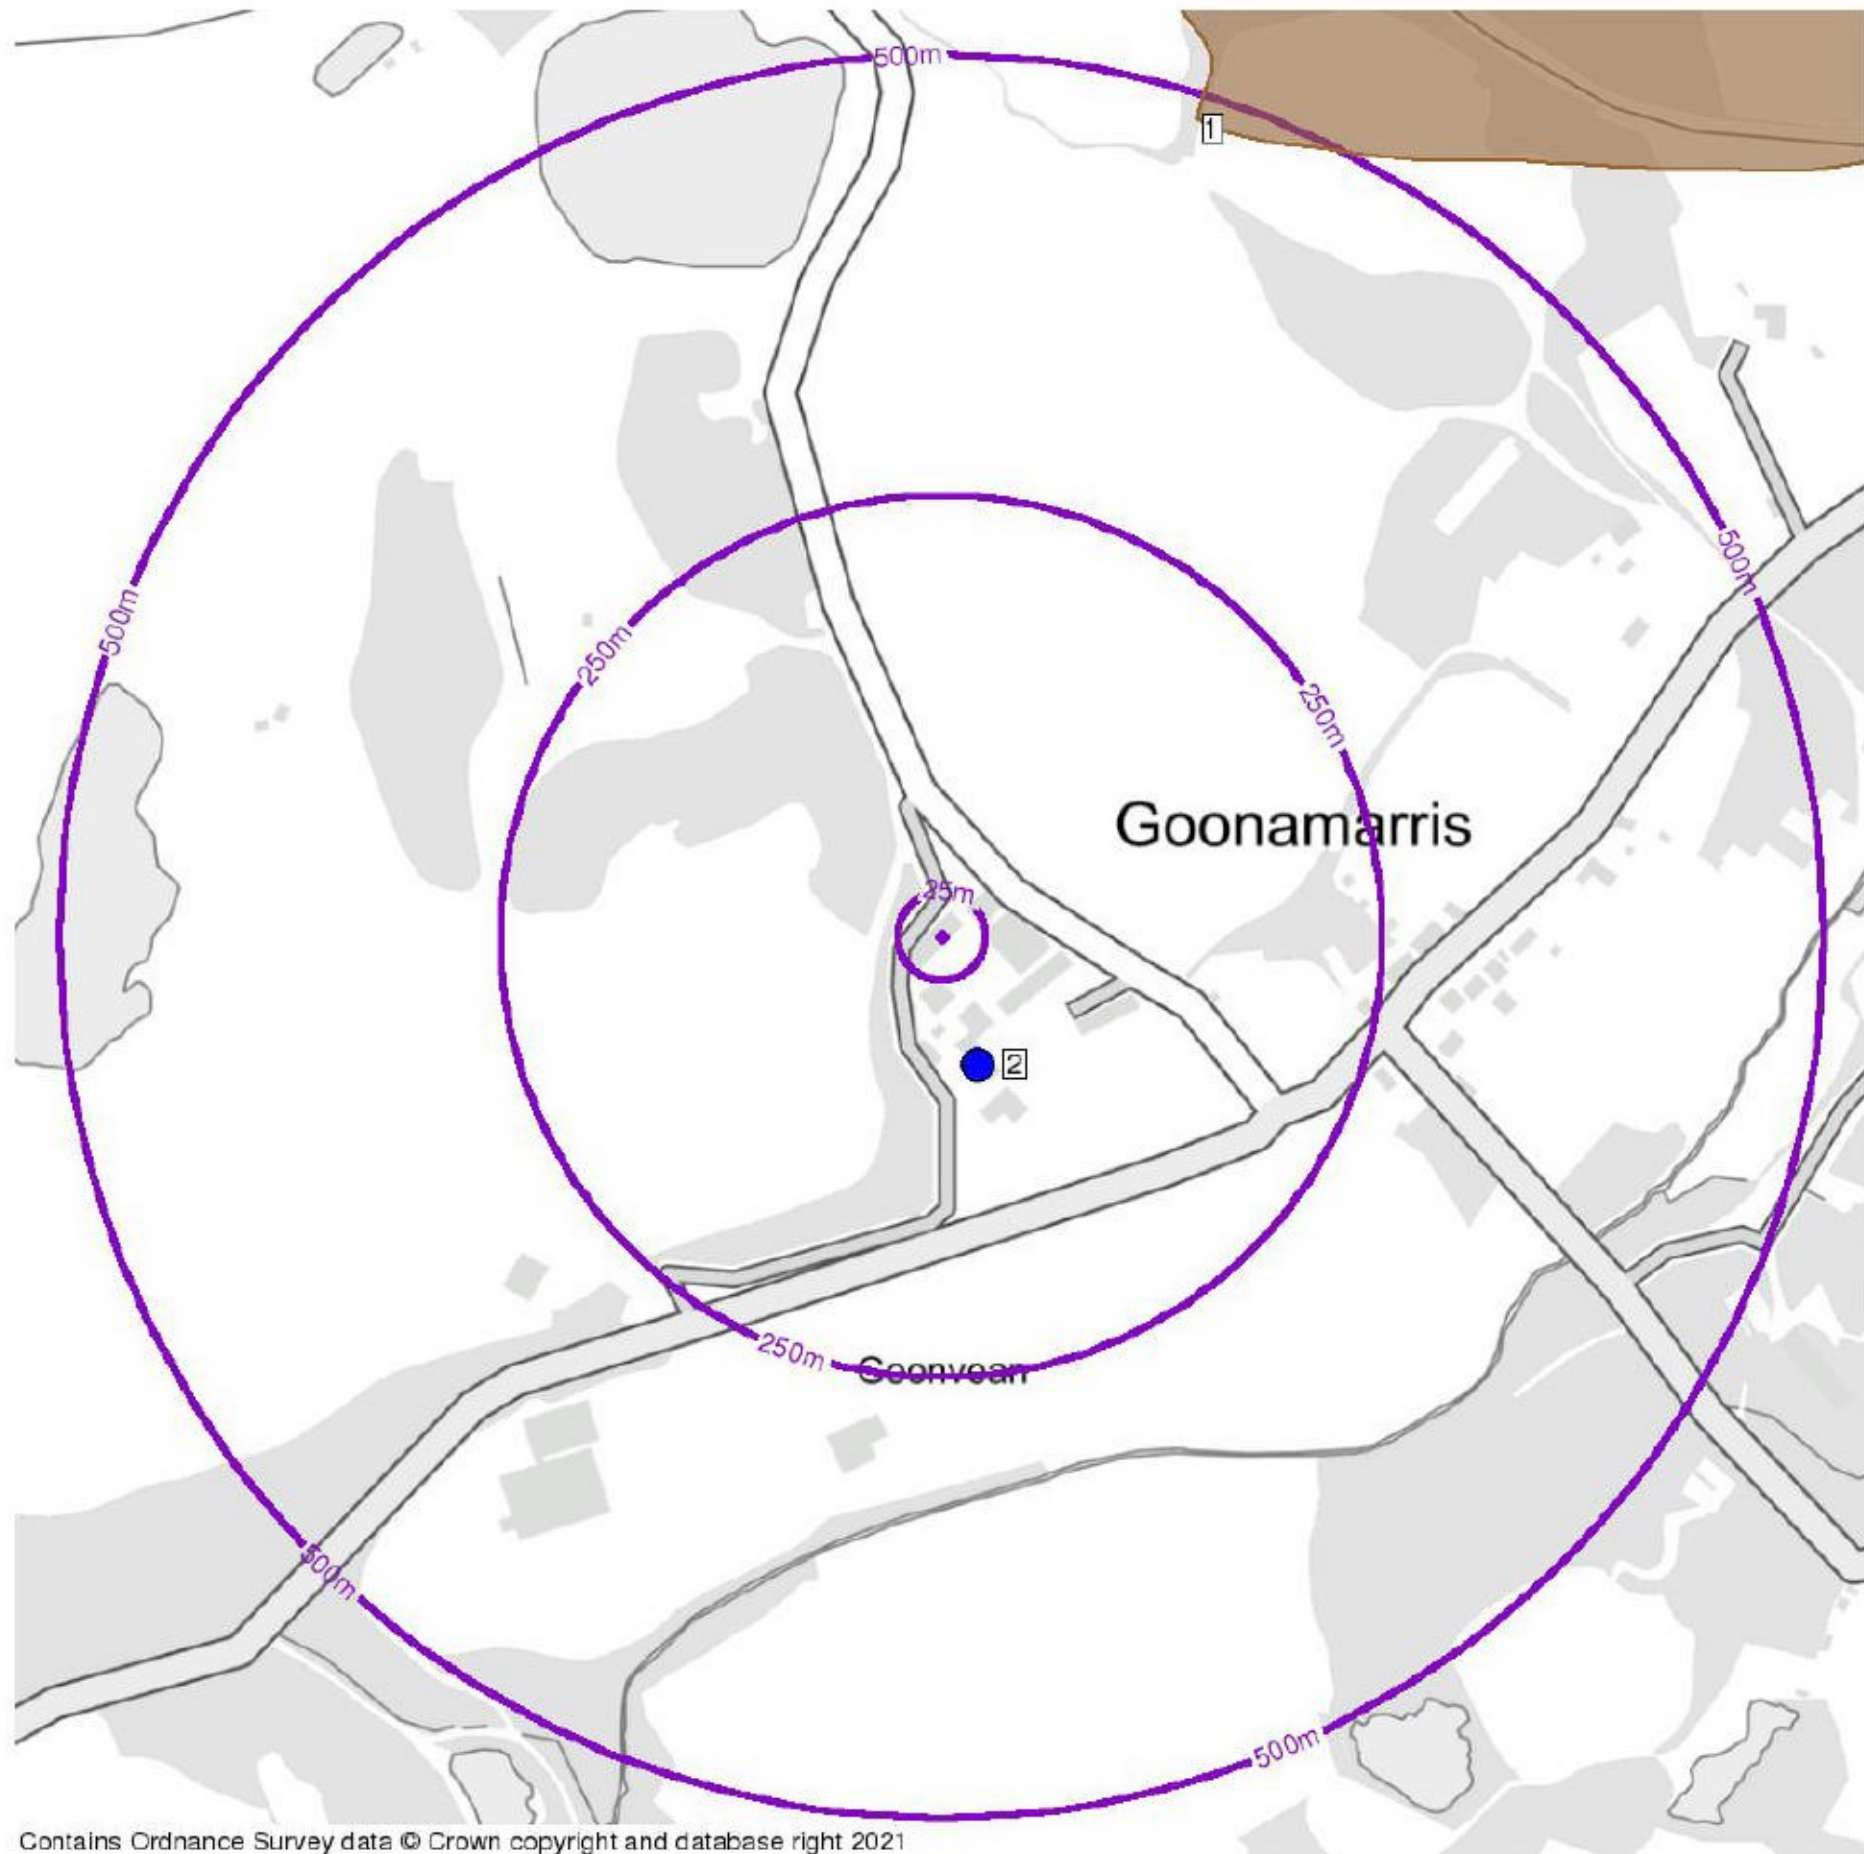 500m
1
500m
500m
250m
250m
Goonamarris
25m
2
250m
Goonvean
500m
500m
Contains Ordnance Survey data © Crown copyright and database right 2021